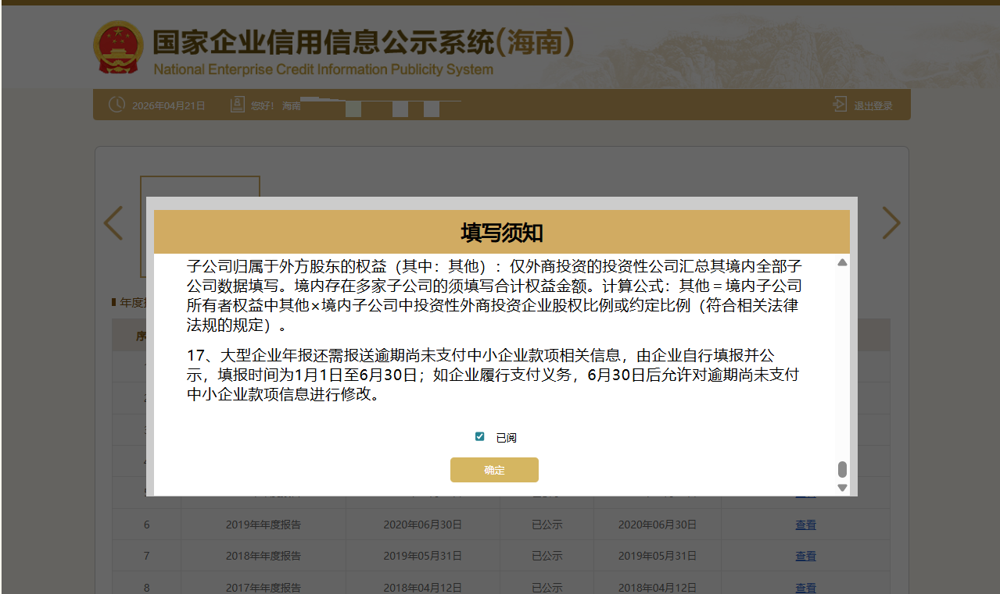 国家企业信用信息公示系统(海南)
National Enterprise Credit Information Publicity System
2026年04月21日 您好! 海南 退出登录
填写须知
子公司归属于外方股东的权益（其中：其他）：仅外商投资的投资性公司汇总其境内全部子
公司数据填写。境内存在多家子公司的须填写合计权益金额。计算公式：其他＝境内子公司
所有者权益中其他×境内子公司中投资性外商投资企业股权比例或约定比例（符合相关法律
法规的规定）。
年度
序
17、大型企业年报还需报送逾期尚未支付中小企业款项相关信息，由企业自行填报并公
示，填报时间为1月1日至6月30日；如企业履行支付义务，6月30日后允许对逾期尚未支付
中小企业款项信息进行修改。
已阅
确定
6 2019年年度报告 2020年06月30日 已公示 2020年06月30日 查看
7 2018年年度报告 2019年05月31日 已公示 2019年05月31日 查看
8 2017年年度报告 2018年04月12日 已公示 2018年04月12日 查看